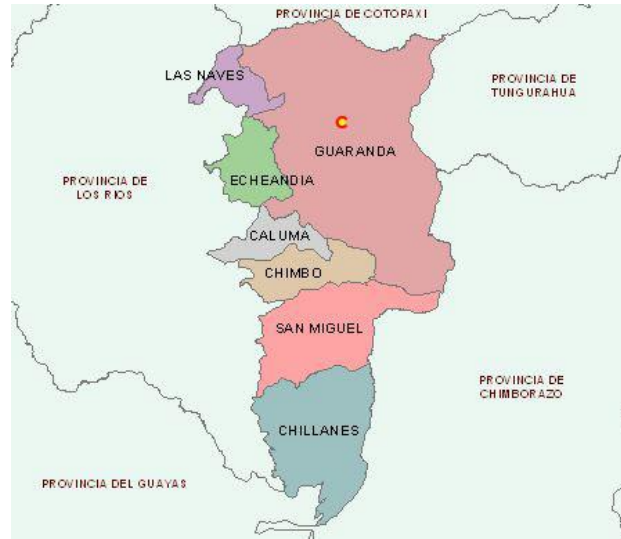 PROVINCIA DE COTOPAXI
LAS NAVES
PROVINCIA DE
TUNGURAHUA
C
GUARANDA
PROVINCIA DE
LOS RIOS
ECHEANDIA
CALUMA
CHIMBO
SAN MIGUEL
PROVINCIA DE
CHIMBORAZO
CHILLANES
PROVINCIA DEL GUAYAS